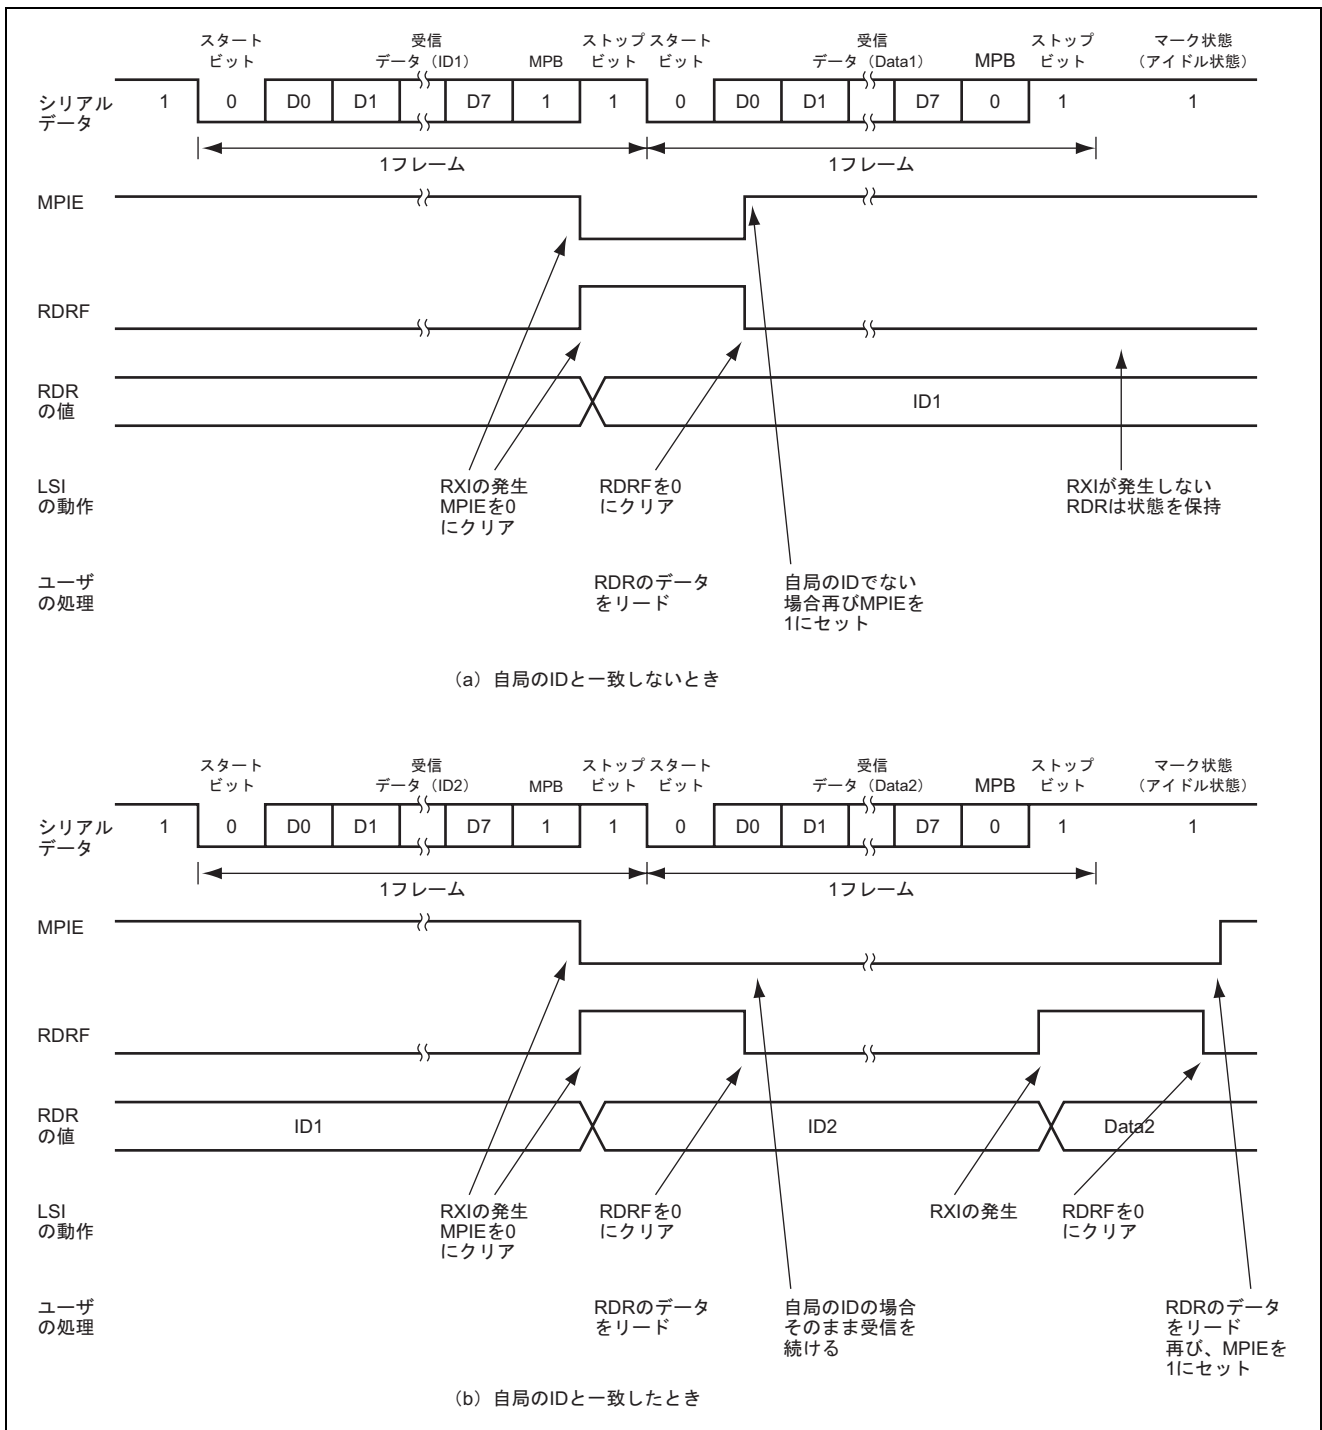 スタート 受信 ストップ スタート 受信 ストップ マーク状態
ビット データ（ID1） MPB ビット ビット データ（Data1） MPB ビット （アイドル状態）
シリアル 1 0 D0 D1 D7 1 1 0 D0 D1 D7 0 1 1
データ
1フレーム 1フレーム
MPIE
RDRF
RDR
の値 ID1
LSI RXIの発生 RDRFを0 RXIが発生しない
の動作 MPIEを0 にクリア RDRは状態を保持
にクリア
ユーザ RDRのデータ 自局のIDでない
の処理 をリード 場合再びMPIEを
1にセット
（a）自局のIDと一致しないとき
スタート 受信 ストップ スタート 受信 ストップ マーク状態
ビット データ（ID2） MPB ビット ビット データ（Data2） MPB ビット （アイドル状態）
シリアル 1 0 D0 D1 D7 1 1 0 D0 D1 D7 0 1 1
データ
1フレーム 1フレーム
MPIE
RDRF
RDR
の値 ID1 ID2 Data2
LSI RXIの発生 RDRFを0 RXIの発生 RDRFを0
の動作 MPIEを0 にクリア にクリア
にクリア
ユーザ RDRのデータ 自局のIDの場合 RDRのデータ
の処理 をリード そのまま受信を をリード
続ける 再び、MPIEを
1にセット
（b）自局のIDと一致したとき